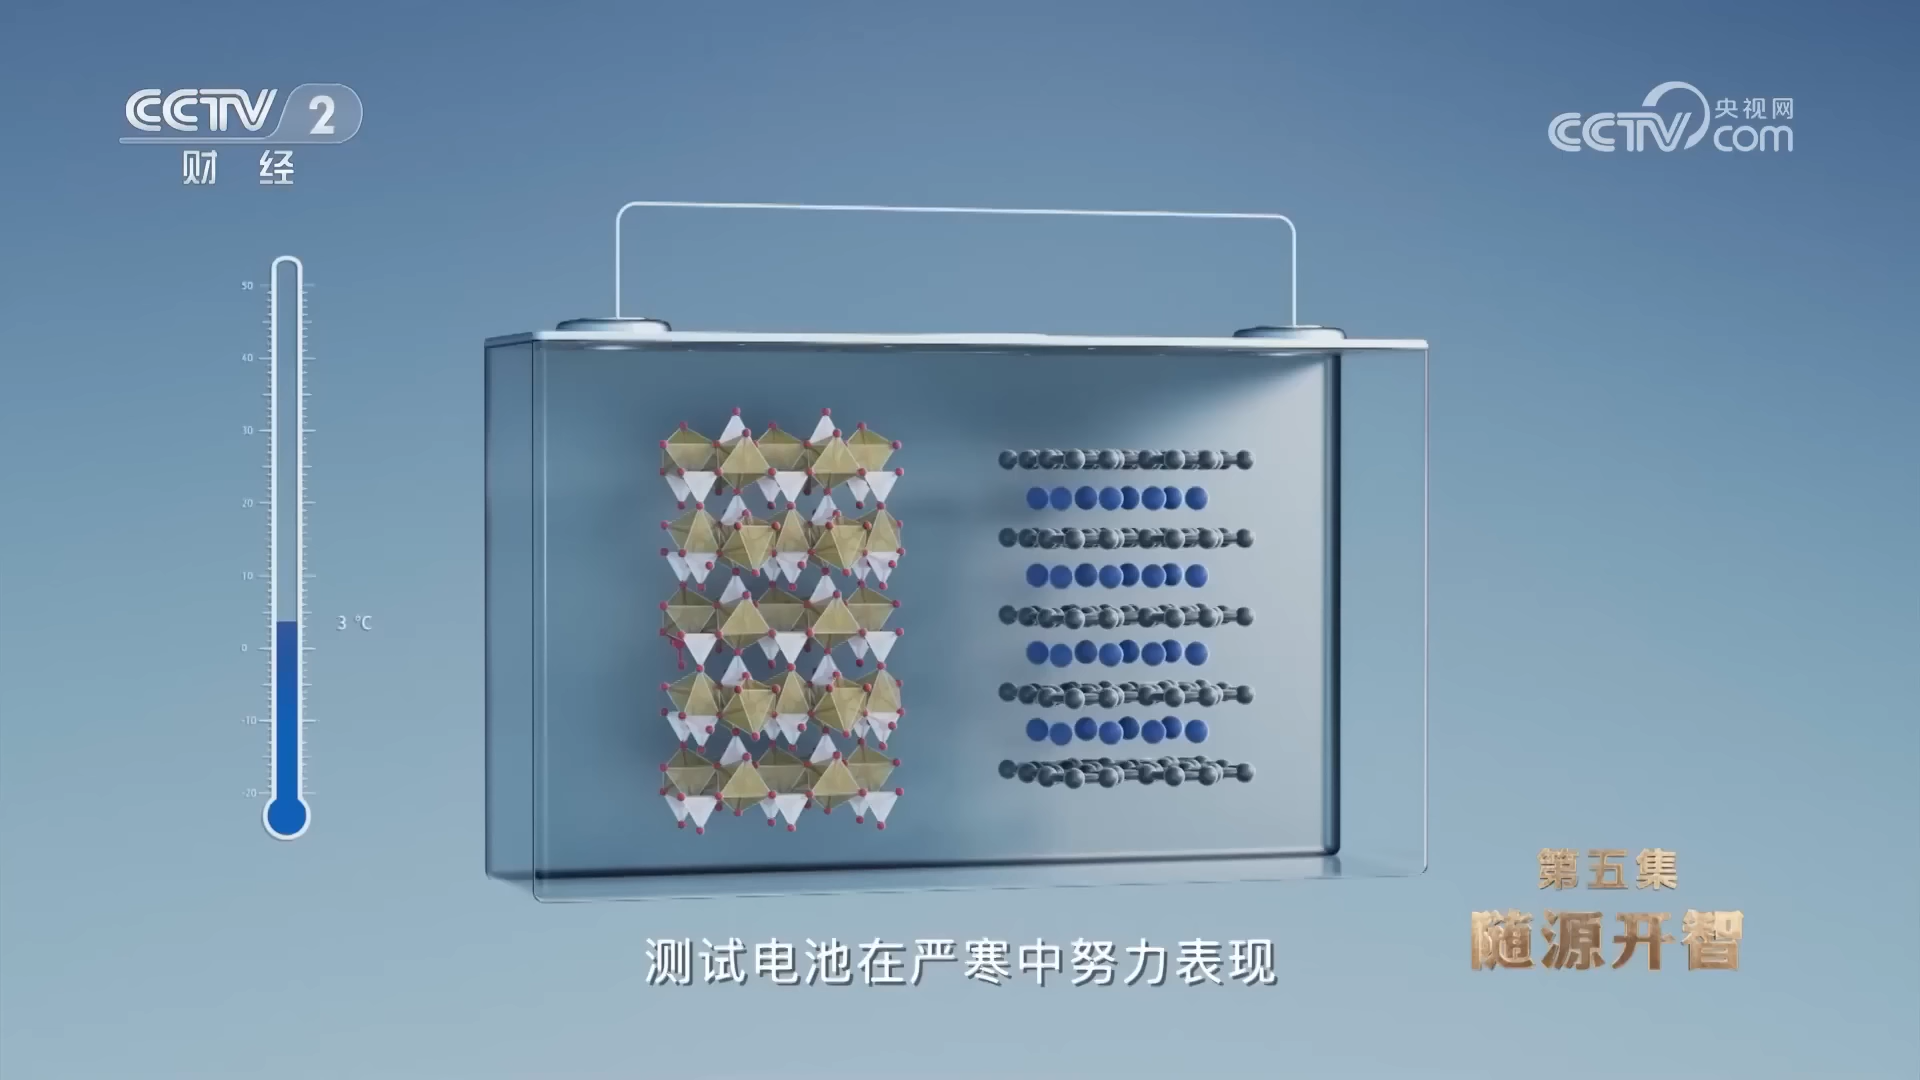 CCTV 2
财 经
央视网
CCTV com
50
40
30
20
10
3 ℃
0
-10
-20
第五集
随源开智
测试电池在严寒中努力表现